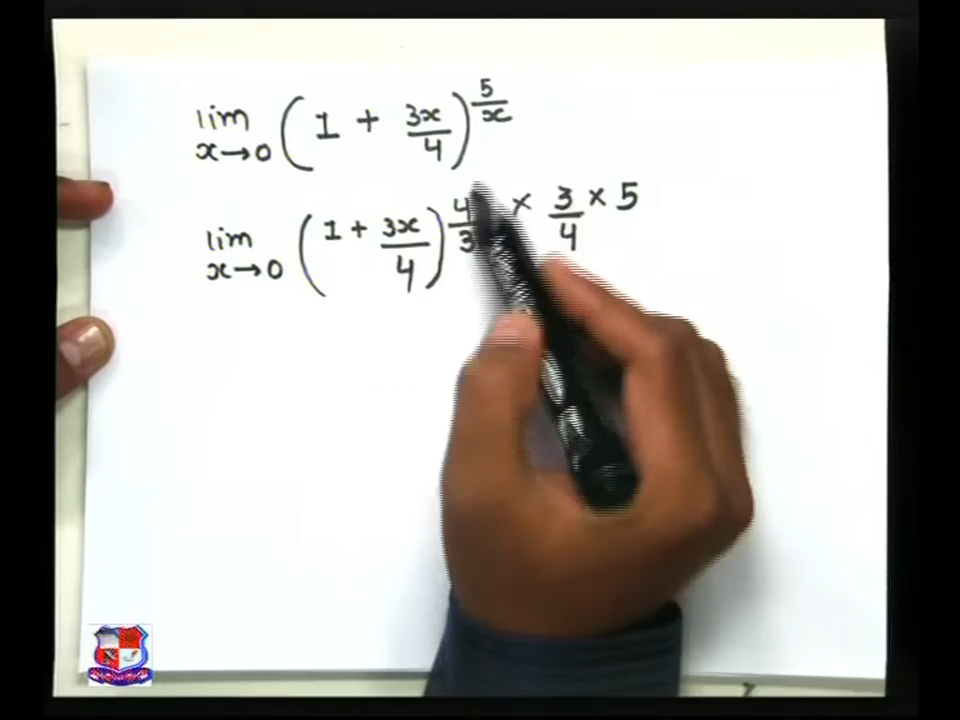 lim x→0 (1 + 3x/4)^5/x
lim x→0 (1 + 3x/4)^4/3 × 3/4 × 5